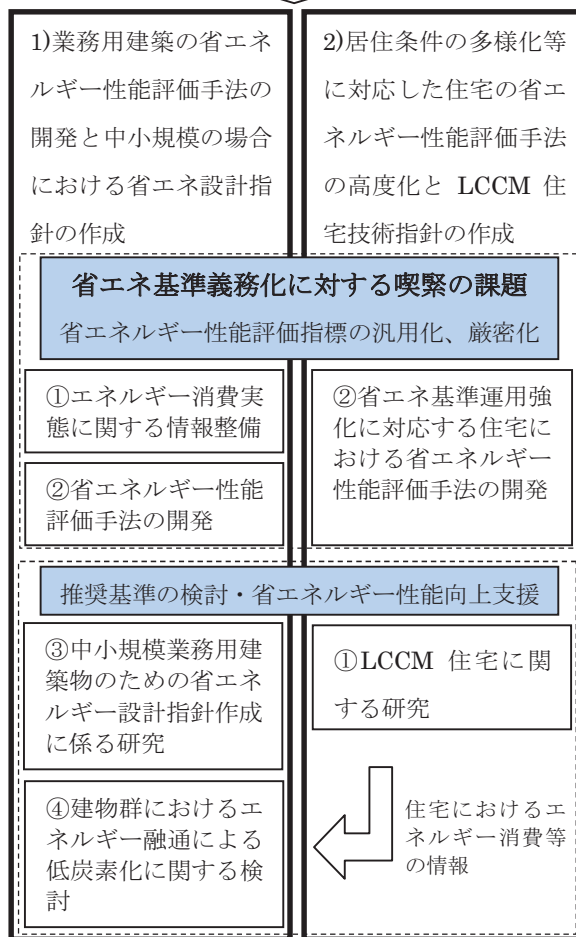 1)業務用建築の省エネ
ルギー性能評価手法の
開発と中小規模の場合
における省エネ設計指
針の作成
2)居住条件の多様化等
に対応した住宅の省エ
ネルギー性能評価手法
の高度化と LCCM 住
宅技術指針の作成
省エネ基準義務化に対する喫緊の課題
省エネルギー性能評価指標の汎用化、厳密化
①エネルギー消費実
態に関する情報整備
②省エネルギー性能
評価手法の開発
②省エネ基準運用強
化に対応する住宅に
おける省エネルギー
性能評価手法の開発
推奨基準の検討・省エネルギー性能向上支援
③中小規模業務用建
築物のための省エネ
ルギー設計指針作成
に係る研究
④建物群におけるエ
ネルギー融通による
低炭素化に関する検
討
①LCCM 住宅に関
する研究
住宅におけるエ
ネルギー消費等
の情報